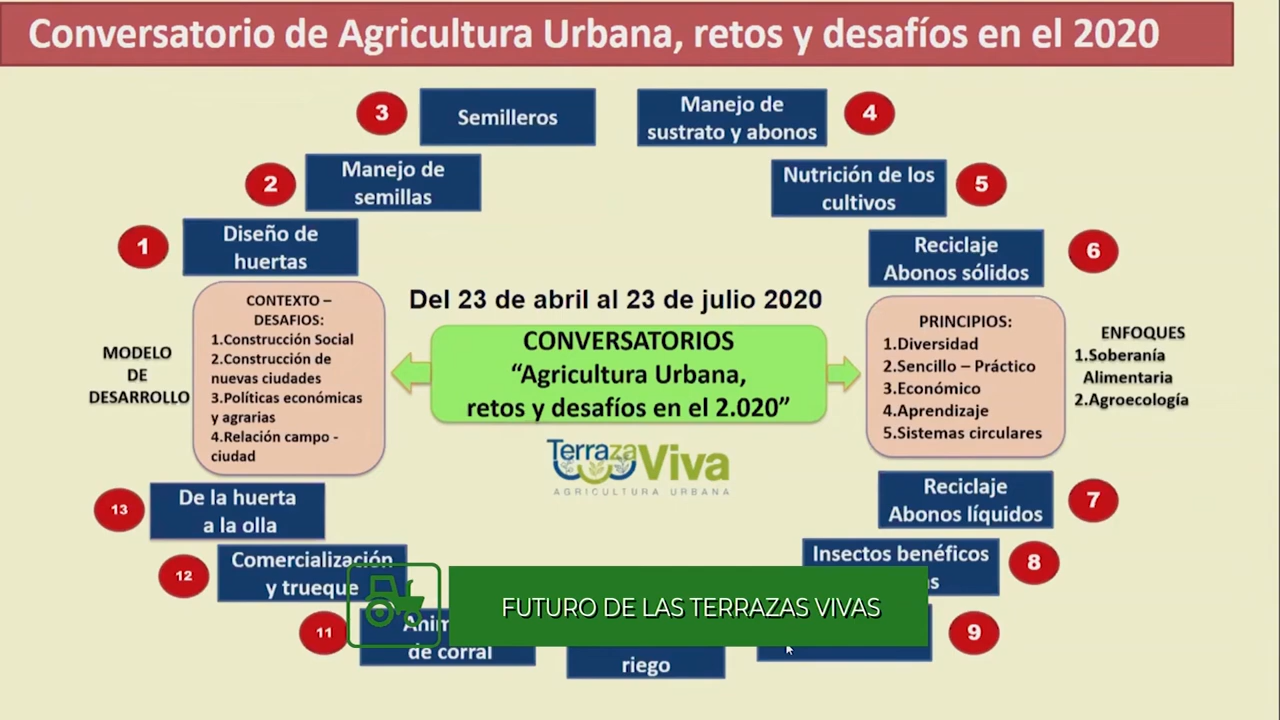 Conversatorio de Agricultura Urbana, retos y desafíos en el 2020
3
Semilleros
Manejo de
sustrato y abonos
4
2
Manejo de
semillas
Nutrición de los
cultivos
5
1
Diseño de
huertas
Reciclaje
Abonos sólidos
6
MODELO
DE
DESARROLLO
CONTEXTO –
DESAFIOS:
1.Construcción Social
2.Construcción de
nuevas ciudades
3.Políticas económicas
y agrarias
4.Relación campo -
ciudad
Del 23 de abril al 23 de julio 2020
CONVERSATORIOS
“Agricultura Urbana,
retos y desafíos en el 2.020”
TerrazaViva
AGRICULTURA URBANA
PRINCIPIOS:
1.Diversidad
2.Sencillo – Práctico
3.Económico
4.Aprendizaje
5.Sistemas circulares
ENFOQUES
1.Soberanía
Alimentaria
2.Agroecología
13
De la huerta
a la olla
Reciclaje
Abonos líquidos
7
12
Comercialización
y trueque
Insectos benéficos
8
FUTURO DE LAS TERRAZAS VIVAS
11
de corral
riego
9